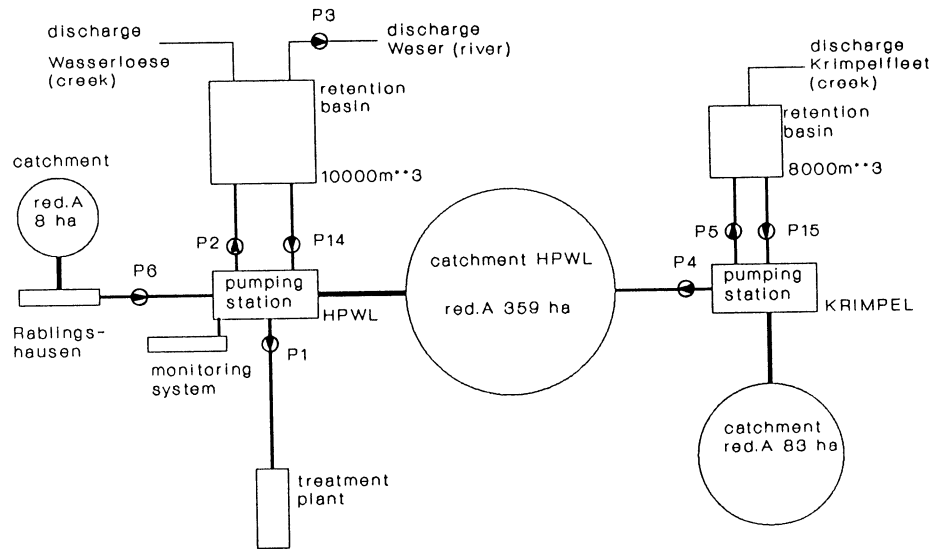 P3
discharge
Wasserloese
(creek)
discharge
Weser (river)
retention
basin
10000m**3
discharge
Krimpelfleet
(creek)
retention
basin
8000m**3
catchment
red.A
8 ha
P2
P14
P6
pumping
station
HPWL
Rablings-
hausen
monitoring
system
P1
treatment
plant
catchment HPWL
red.A 359 ha
P5
P15
P4
pumping
station
KRIMPEL
catchment
red.A 83 ha